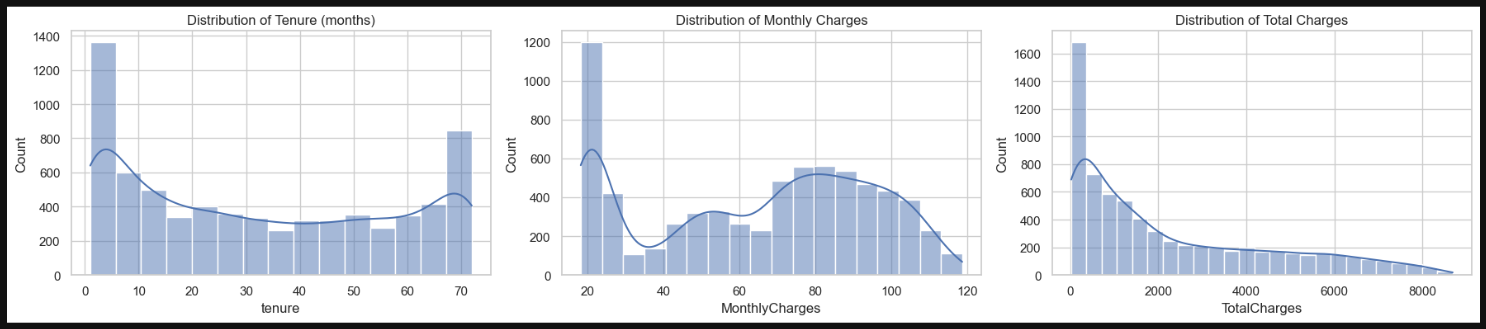 Distribution of Tenure (months)
1400
1200
1000
800
600
400
200
0
Count
0 10 20 30 40 50 60 70
tenure
Distribution of Monthly Charges
1200
1000
800
600
400
200
0
Count
20 40 60 80 100 120
MonthlyCharges
Distribution of Total Charges
1600
1400
1200
1000
800
600
400
200
0
Count
0 2000 4000 6000 8000
TotalCharges